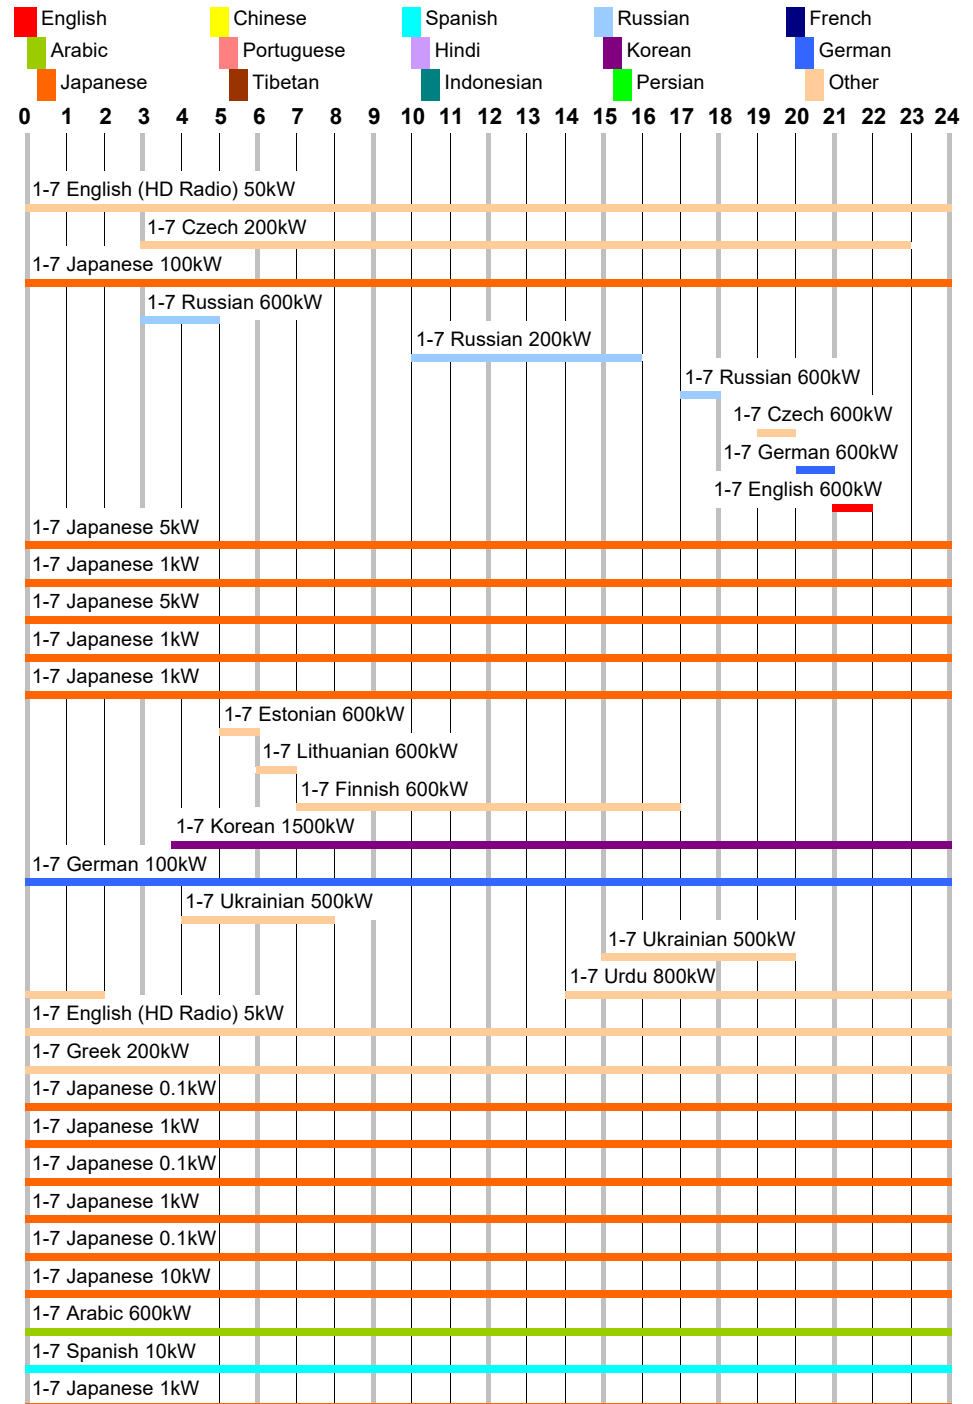 English Chinese Spanish Russian French
Arabic Portuguese Hindi Korean German
Japanese Tibetan Indonesian Persian Other
0 1 2 3 4 5 6 7 8 9 10 11 12 13 14 15 16 17 18 19 20 21 22 23 24
1-7 English (HD Radio) 50kW
1-7 Czech 200kW
1-7 Japanese 100kW
1-7 Russian 600kW
1-7 Russian 200kW
1-7 Russian 600kW
1-7 Czech 600kW
1-7 German 600kW
1-7 English 600kW
1-7 Japanese 5kW
1-7 Japanese 1kW
1-7 Japanese 5kW
1-7 Japanese 1kW
1-7 Japanese 1kW
1-7 Estonian 600kW
1-7 Lithuanian 600kW
1-7 Finnish 600kW
1-7 Korean 1500kW
1-7 German 100kW
1-7 Ukrainian 500kW
1-7 Ukrainian 500kW
1-7 Urdu 800kW
1-7 English (HD Radio) 5kW
1-7 Greek 200kW
1-7 Japanese 0.1kW
1-7 Japanese 1kW
1-7 Japanese 0.1kW
1-7 Japanese 1kW
1-7 Japanese 0.1kW
1-7 Japanese 10kW
1-7 Arabic 600kW
1-7 Spanish 10kW
1-7 Japanese 1kW